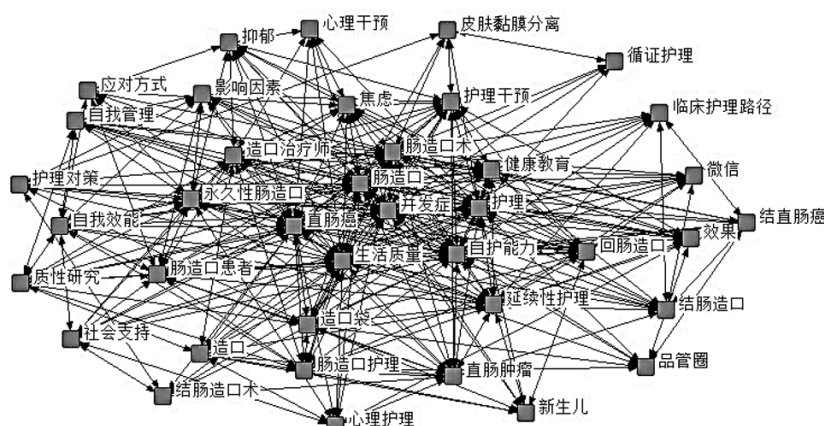 抑郁
心理干预
皮肤黏膜分离
循证护理
应对方式
影响因素
焦虑
护理干预
临床护理路径
自我管理
造口治疗师
肠造口术
健康教育
微信
护理对策
永久性肠造口
肠造口
并发症
护理
结直肠癌
自我效能
直肠癌
生活质量
自护能力
回肠造口
效果
质性研究
肠造口患者
延续性护理
结肠造口
社会支持
造口袋
造口
肠造口护理
直肠肿瘤
品管圈
结肠造口术
心理护理
新生儿